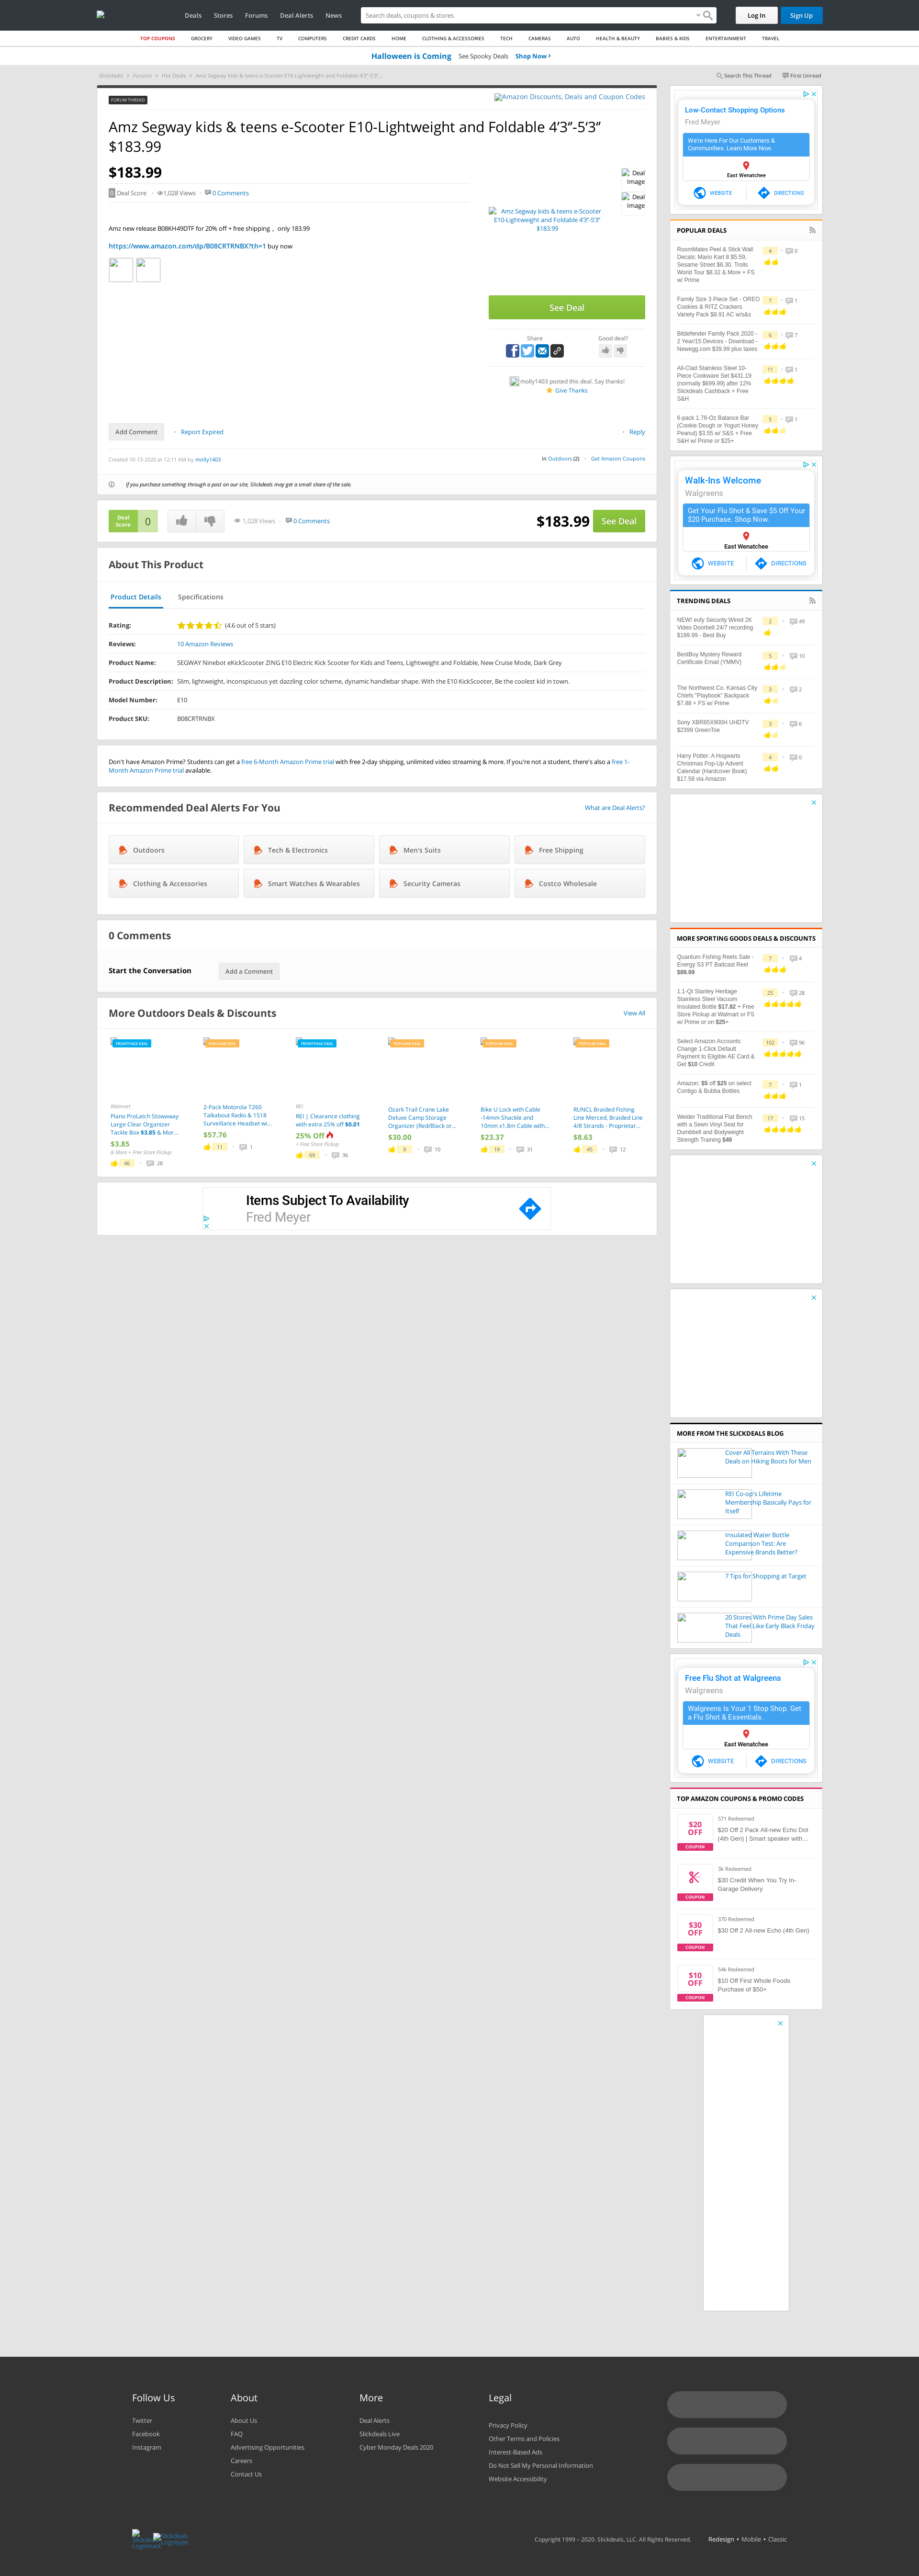 Deals
Stores
Forums
Deal Alerts
News
Search deals, coupons & stores
Log In
Sign Up
TOP COUPONS
GROCERY
VIDEO GAMES
TV
COMPUTERS
CREDIT CARDS
HOME
CLOTHING & ACCESSORIES
TECH
CAMERAS
AUTO
HEALTH & BEAUTY
BABIES & KIDS
ENTERTAINMENT
TRAVEL
Halloween is Coming See Spooky Deals Shop Now ›
Slickdeals › Forums › Hot Deals › Amz Segway kids & teens e-Scooter E10-Lightweight and Foldable 4'3"-5'3"...
Search This Thread
First Unread
FORUM THREAD
Amazon Discounts, Deals and Coupon Codes
Amz Segway kids & teens e-Scooter E10-Lightweight and Foldable 4'3"-5'3"
$183.99
$183.99
0 Deal Score
1,028 Views
0 Comments
Amz new release B08KH49DTF for 20% off + free shipping， only 183.99
https://www.amazon.com/dp/B08CRTRNBX?th=1 buy now
Amz Segway kids & teens e-Scooter
E10-Lightweight and Foldable 4'3"-5'3"
$183.99
Deal
Image
Deal
Image
See Deal
Share
Good deal?
molly1403 posted this deal. Say thanks!
Give Thanks
Add Comment
Report Expired
Reply
Created 10-13-2020 at 12:11 AM by molly1403
in Outdoors (2)
Get Amazon Coupons
If you purchase something through a post on our site, Slickdeals may get a small share of the sale.
Deal
Score
0
1,028 Views
0 Comments
$183.99
See Deal
About This Product
Product Details
Specifications
Rating: (4.6 out of 5 stars)
Reviews: 10 Amazon Reviews
Product Name: SEGWAY Ninebot eKickScooter ZING E10 Electric Kick Scooter for Kids and Teens, Lightweight and Foldable, New Cruise Mode, Dark Grey
Product Description: Slim, lightweight, inconspicuous yet dazzling color scheme, dynamic handlebar shape. With the E10 KickScooter, Be the coolest kid in town.
Model Number: E10
Product SKU: B08CRTRNBX
Don't have Amazon Prime? Students can get a free 6-Month Amazon Prime trial with free 2-day shipping, unlimited video streaming & more. If you're not a student, there's also a free 1-
Month Amazon Prime trial available.
Recommended Deal Alerts For You
What are Deal Alerts?
Outdoors
Tech & Electronics
Men's Suits
Free Shipping
Clothing & Accessories
Smart Watches & Wearables
Security Cameras
Costco Wholesale
0 Comments
Start the Conversation
Add a Comment
More Outdoors Deals & Discounts
View All
FRONTPAGE DEAL
Walmart
Plano ProLatch Stowaway
Large Clear Organizer
Tackle Box $3.85 & Mor...
$3.85
& More + Free Store Pickup
46
28
POPULAR DEAL
2-Pack Motorola T260
Talkabout Radio & 1518
Surveillance Headset wi...
$57.76
11
1
FRONTPAGE DEAL
REI
REI | Clearance clothing
with extra 25% off $0.01
25% Off
+ Free Store Pickup
69
36
POPULAR DEAL
Ozark Trail Crane Lake
Deluxe Camp Storage
Organizer (Red/Black or...
$30.00
9
10
POPULAR DEAL
Bike U Lock with Cable
-14mm Shackle and
10mm x1.8m Cable with...
$23.37
19
31
POPULAR DEAL
RUNCL Braided Fishing
Line Merced, Braided Line
4/8 Strands - Proprietar...
$8.63
45
12
Items Subject To Availability
Fred Meyer
Low-Contact Shopping Options
Fred Meyer
We're Here For Our Customers &
Communities. Learn More Now.
East Wenatchee
WEBSITE
DIRECTIONS
POPULAR DEALS
RoomMates Peel & Stick Wall
Decals: Mario Kart 8 $5.59,
Sesame Street $6.30, Trolls
World Tour $8.32 & More + FS
w/ Prime
4
0
Family Size 3 Piece Set - OREO
Cookies & RITZ Crackers
Variety Pack $8.91 AC w/s&s
7
1
Bitdefender Family Pack 2020 -
2 Year/15 Devices - Download -
Newegg.com $39.99 plus taxes
6
7
All-Clad Stainless Steel 10-
Piece Cookware Set $431.19
(normally $699.99) after 12%
Slickdeals Cashback + Free
S&H
11
1
6-pack 1.76-Oz Balance Bar
(Cookie Dough or Yogurt Honey
Peanut) $3.55 w/ S&S + Free
S&H w/ Prime or $25+
5
1
Walk-Ins Welcome
Walgreens
Get Your Flu Shot & Save $5 Off Your
$20 Purchase. Shop Now.
East Wenatchee
WEBSITE
DIRECTIONS
TRENDING DEALS
NEW! eufy Security Wired 2K
Video Doorbell 24/7 recording
$199.99 - Best Buy
2
49
BestBuy Mystery Reward
Certificate Email (YMMV)
5
10
The Northwest Co. Kansas City
Chiefs "Playbook" Backpack
$7.88 + FS w/ Prime
3
2
Sony XBR85X900H UHDTV
$2399 GreenToe
3
6
Harry Potter: A Hogwarts
Christmas Pop-Up Advent
Calendar (Hardcover Book)
$17.58 via Amazon
4
0
MORE SPORTING GOODS DEALS & DISCOUNTS
Quantum Fishing Reels Sale -
Energy S3 PT Baitcast Reel
$89.99
7
4
1.1-Qt Stanley Heritage
Stainless Steel Vacuum
Insulated Bottle $17.82 + Free
Store Pickup at Walmart or FS
w/ Prime or on $25+
25
28
Select Amazon Accounts:
Change 1-Click Default
Payment to Eligible AE Card &
Get $10 Credit
102
96
Amazon: $5 off $25 on select
Contigo & Bubba Bottles
7
1
Weider Traditional Flat Bench
with a Sewn Vinyl Seat for
Dumbbell and Bodyweight
Strength Training $49
17
15
MORE FROM THE SLICKDEALS BLOG
Cover All Terrains With These
Deals on Hiking Boots for Men
REI Co-op's Lifetime
Membership Basically Pays for
Itself
Insulated Water Bottle
Comparison Test: Are
Expensive Brands Better?
7 Tips for Shopping at Target
20 Stores With Prime Day Sales
That Feel Like Early Black Friday
Deals
Free Flu Shot at Walgreens
Walgreens
Walgreens Is Your 1 Stop Shop. Get
a Flu Shot & Essentials.
East Wenatchee
WEBSITE
DIRECTIONS
TOP AMAZON COUPONS & PROMO CODES
$20
OFF
COUPON
571 Redeemed
$20 Off 2 Pack All-new Echo Dot
(4th Gen) | Smart speaker with...
COUPON
3k Redeemed
$30 Credit When You Try In-
Garage Delivery
$30
OFF
COUPON
370 Redeemed
$30 Off 2 All-new Echo (4th Gen)
$10
OFF
COUPON
54k Redeemed
$10 Off First Whole Foods
Purchase of $50+
Follow Us
Twitter
Facebook
Instagram
About
About Us
FAQ
Advertising Opportunities
Careers
Contact Us
More
Deal Alerts
Slickdeals Live
Cyber Monday Deals 2020
Legal
Privacy Policy
Other Terms and Policies
Interest-Based Ads
Do Not Sell My Personal Information
Website Accessibility
Slickdeals
Logotype
Copyright 1999 – 2020. Slickdeals, LLC. All Rights Reserved.
Redesign • Mobile • Classic